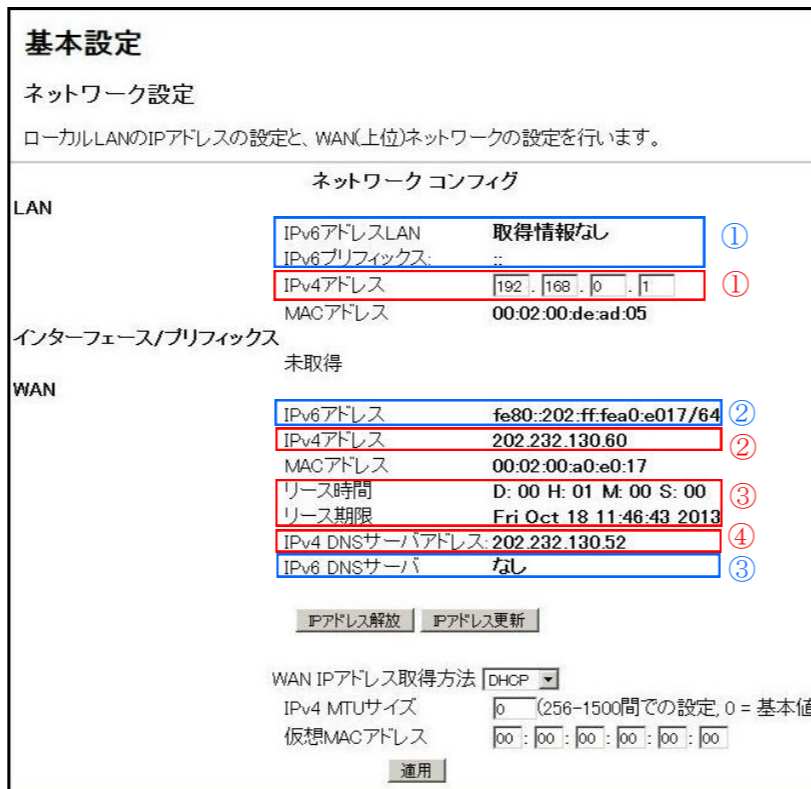 基本設定
ネットワーク設定
ローカルLANのIPアドレスの設定と、WAN(上位)ネットワークの設定を行います。
ネットワーク コンフィグ
LAN
IPv6アドレスLAN 取得情報なし ①
IPv6プリフィックス: ::
IPv4アドレス 192 . 168 . 0 . 1 ①
MACアドレス 00:02:00:de:ad:05
インターフェース/プリフィックス
未取得
WAN
IPv6アドレス fe80::202:ff:fea0:e017/64 ②
IPv4アドレス 202.232.130.60 ②
MACアドレス 00:02:00:a0:e0:17
リース時間 D: 00 H: 01 M: 00 S: 00 ③
リース期限 Fri Oct 18 11:46:43 2013
IPv4 DNSサーバアドレス: 202.232.130.52 ④
IPv6 DNSサーバ なし ③
IPアドレス解放 IPアドレス更新
WAN IPアドレス取得方法 DHCP
IPv4 MTUサイズ 0 (256-1500間での設定, 0 = 基本値
仮想MACアドレス 00 : 00 : 00 : 00 : 00 : 00
適用